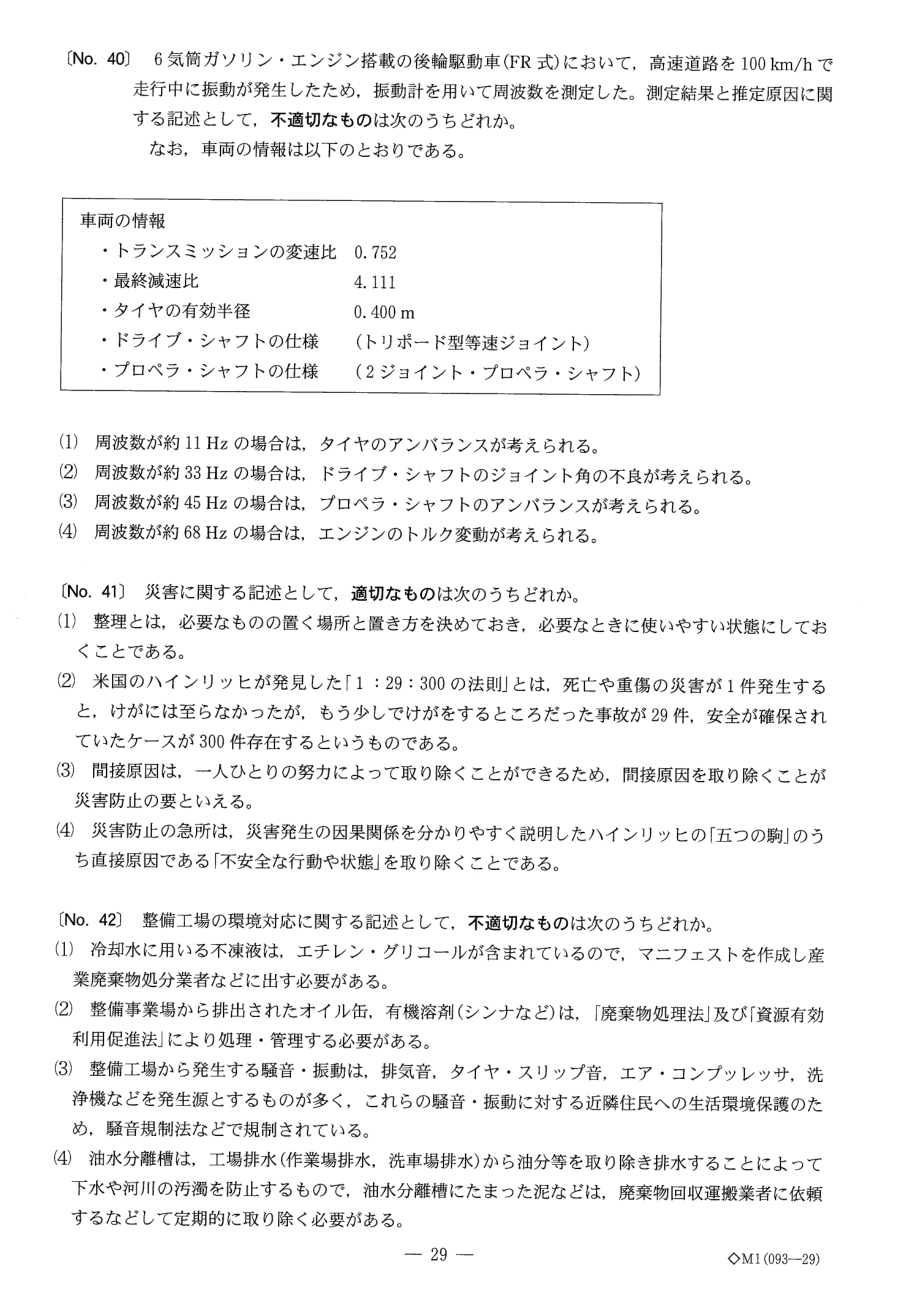 〔No. 40〕 6気筒ガソリン・エンジン搭載の後輪駆動車(FR式)において，高速道路を100 km/hで
走行中に振動が発生したため，振動計を用いて周波数を測定した。測定結果と推定原因に関
する記述として，不適切なものは次のうちどれか。
なお，車両の情報は以下のとおりである。
車両の情報
・トランスミッションの変速比 0.752
・最終減速比 4.111
・タイヤの有効半径 0.400 m
・ドライブ・シャフトの仕様 (トリポード型等速ジョイント)
・プロペラ・シャフトの仕様 (2ジョイント・プロペラ・シャフト)
⑴ 周波数が約11 Hzの場合は，タイヤのアンバランスが考えられる。
⑵ 周波数が約33 Hzの場合は，ドライブ・シャフトのジョイント角の不良が考えられる。
⑶ 周波数が約45 Hzの場合は，プロペラ・シャフトのアンバランスが考えられる。
⑷ 周波数が約68 Hzの場合は，エンジンのトルク変動が考えられる。
〔No. 41〕 災害に関する記述として，適切なものは次のうちどれか。
⑴ 整理とは，必要なものの置く場所と置き方を決めておき，必要なときに使いやすい状態にしてお
くことである。
⑵ 米国のハインリッヒが発見した「1：29：300の法則」とは，死亡や重傷の災害が1件発生する
と，けがには至らなかったが，もう少しでけがをするところだった事故が29件，安全が確保され
ていたケースが300件存在するというものである。
⑶ 間接原因は，一人ひとりの努力によって取り除くことができるため，間接原因を取り除くことが
災害防止の要といえる。
⑷ 災害防止の急所は，災害発生の因果関係を分かりやすく説明したハインリッヒの「五つの駒」のう
ち直接原因である「不安全な行動や状態」を取り除くことである。
〔No. 42〕 整備工場の環境対応に関する記述として，不適切なものは次のうちどれか。
⑴ 冷却水に用いる不凍液は，エチレン・グリコールが含まれているので，マニフェストを作成し産
業廃棄物処分業者などに出す必要がある。
⑵ 整備事業場から排出されたオイル缶，有機溶剤(シンナなど)は，「廃棄物処理法」及び「資源有効
利用促進法」により処理・管理する必要がある。
⑶ 整備工場から発生する騒音・振動は，排気音，タイヤ・スリップ音，エア・コンプッレッサ，洗
浄機などを発生源とするものが多く，これらの騒音・振動に対する近隣住民への生活環境保護のた
め，騒音規制法などで規制されている。
⑷ 油水分離槽は，工場排水(作業場排水，洗車場排水)から油分等を取り除き排水することによって
下水や河川の汚濁を防止するもので，油水分離槽にたまった泥などは，廃棄物回収運搬業者に依頼
するなどして定期的に取り除く必要がある。
— 29 —
◇M1(093—29)